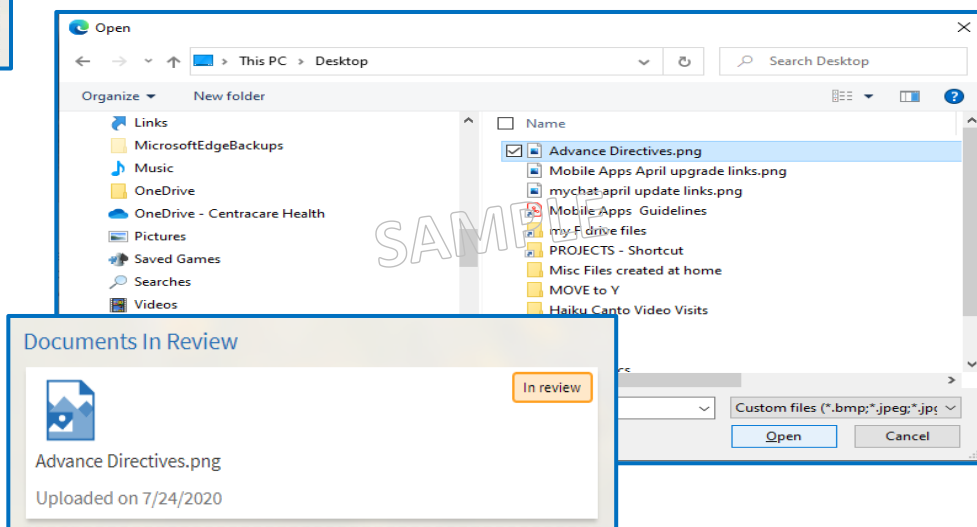 Open
This PC > Desktop
Search Desktop
Organize
New folder
Links
MicrosoftEdgeBackups
Music
OneDrive
OneDrive - Centracare Health
Pictures
Saved Games
Searches
Videos
Name
Advance Directives.png
Mobile Apps April upgrade links.png
mychat april update links.png
Mobile Apps Guidelines
my F drive files
PROJECTS - Shortcut
Misc Files created at home
MOVE to Y
Haiku Canto Video Visits
SAMPLE
Custom files (*.bmp;*.jpeg;*.jpg
Open
Cancel
Documents In Review
In review
Advance Directives.png
Uploaded on 7/24/2020